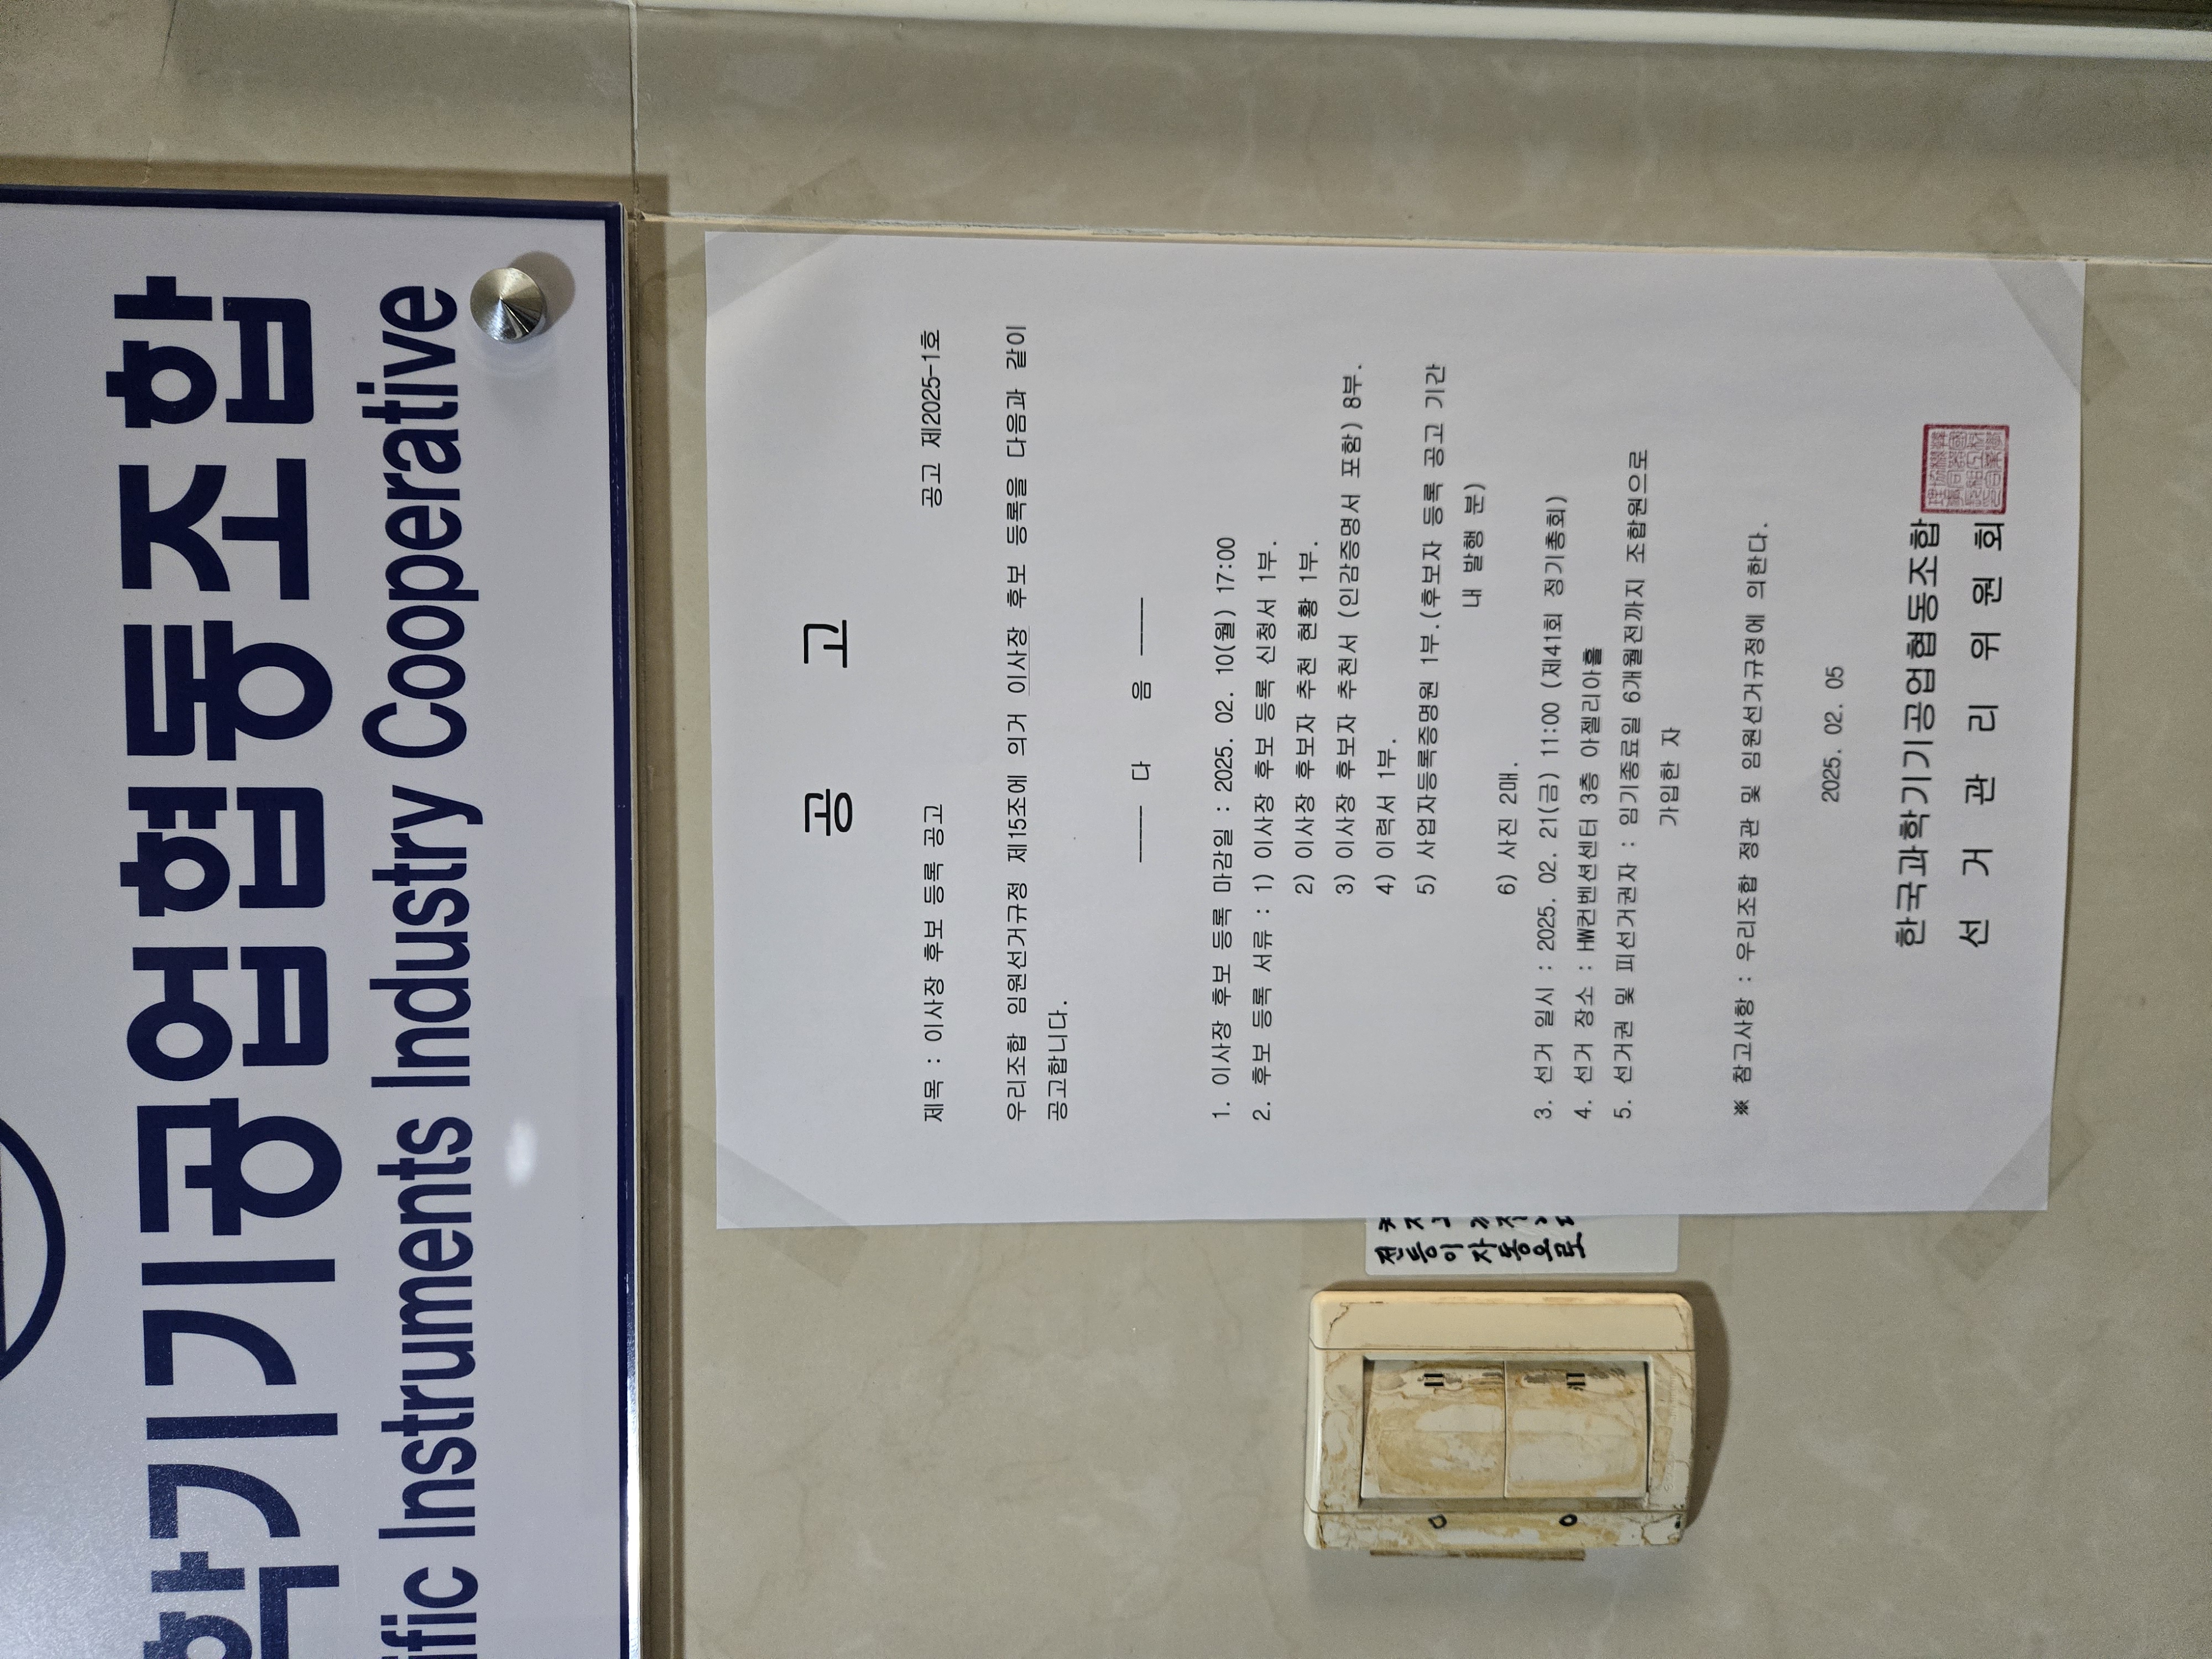 학기기공업협동조합
ific Instruments Industry Cooperative
공 고
공고 제2025-1호
제목 : 이사장 후보 등록 공고
우리조합 임원선거규정 제15조에 의거 이사장 후보 등록을 다음과 같이
공고합니다.
─── 다 음 ───
1. 이사장 후보 등록 마감일 : 2025. 02. 10(월) 17:00
2. 후보 등록 서류 : 1) 이사장 후보 등록 신청서 1부.
2) 이사장 후보자 추천 현황 1부.
3) 이사장 후보자 추천서 (인감증명서 포함) 8부.
4) 이력서 1부.
5) 사업자등록증명원 1부.(후보자 등록 공고 기간
내 발행 분)
6) 사진 2매.
3. 선거 일시 : 2025. 02. 21(금) 11:00 (제41회 정기총회)
4. 선거 장소 : HW컨벤션센터 3층 아젤리아홀
5. 선거권 및 피선거권자 : 임기종료일 6개월전까지 조합원으로
가입한 자
※ 참고사항 : 우리조합 정관 및 임원선거규정에 의한다.
2025. 02. 05
한국과학기기공업협동조합
선 거 관 리 위 원 회
전등이 자동으로